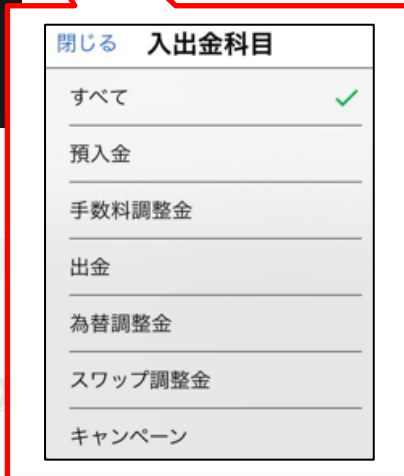 閉じる 入出金科目
すべて
預入金
手数料調整金
出金
為替調整金
スワップ調整金
キャンペーン